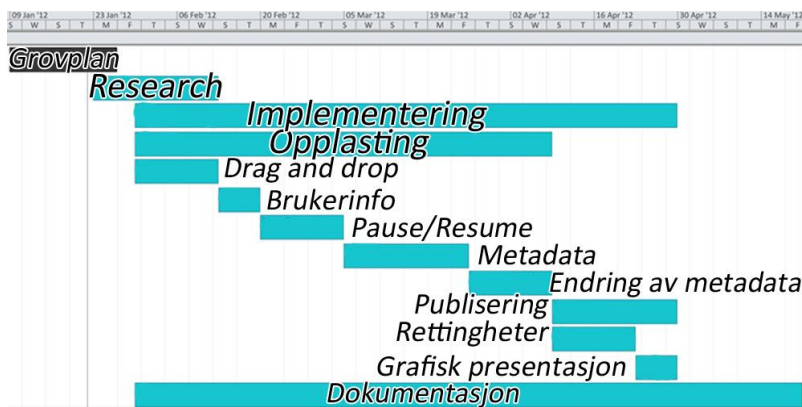 09 Jan '12 23 Jan '12 06 Feb '12 20 Feb '12 05 Mar '12 19 Mar '12 02 Apr '12 16 Apr '12 30 Apr '12 14 May '12
S W S T M F T S W S T M F T S W S T M F T S W S T M F T S W S T M F
Grovplan
Research
Implementering
Opplasting
Drag and drop
Brukerinfo
Pause/Resume
Metadata
Endring av metadata
Publisering
Rettingheter
Grafisk presentasjon
Dokumentasjon